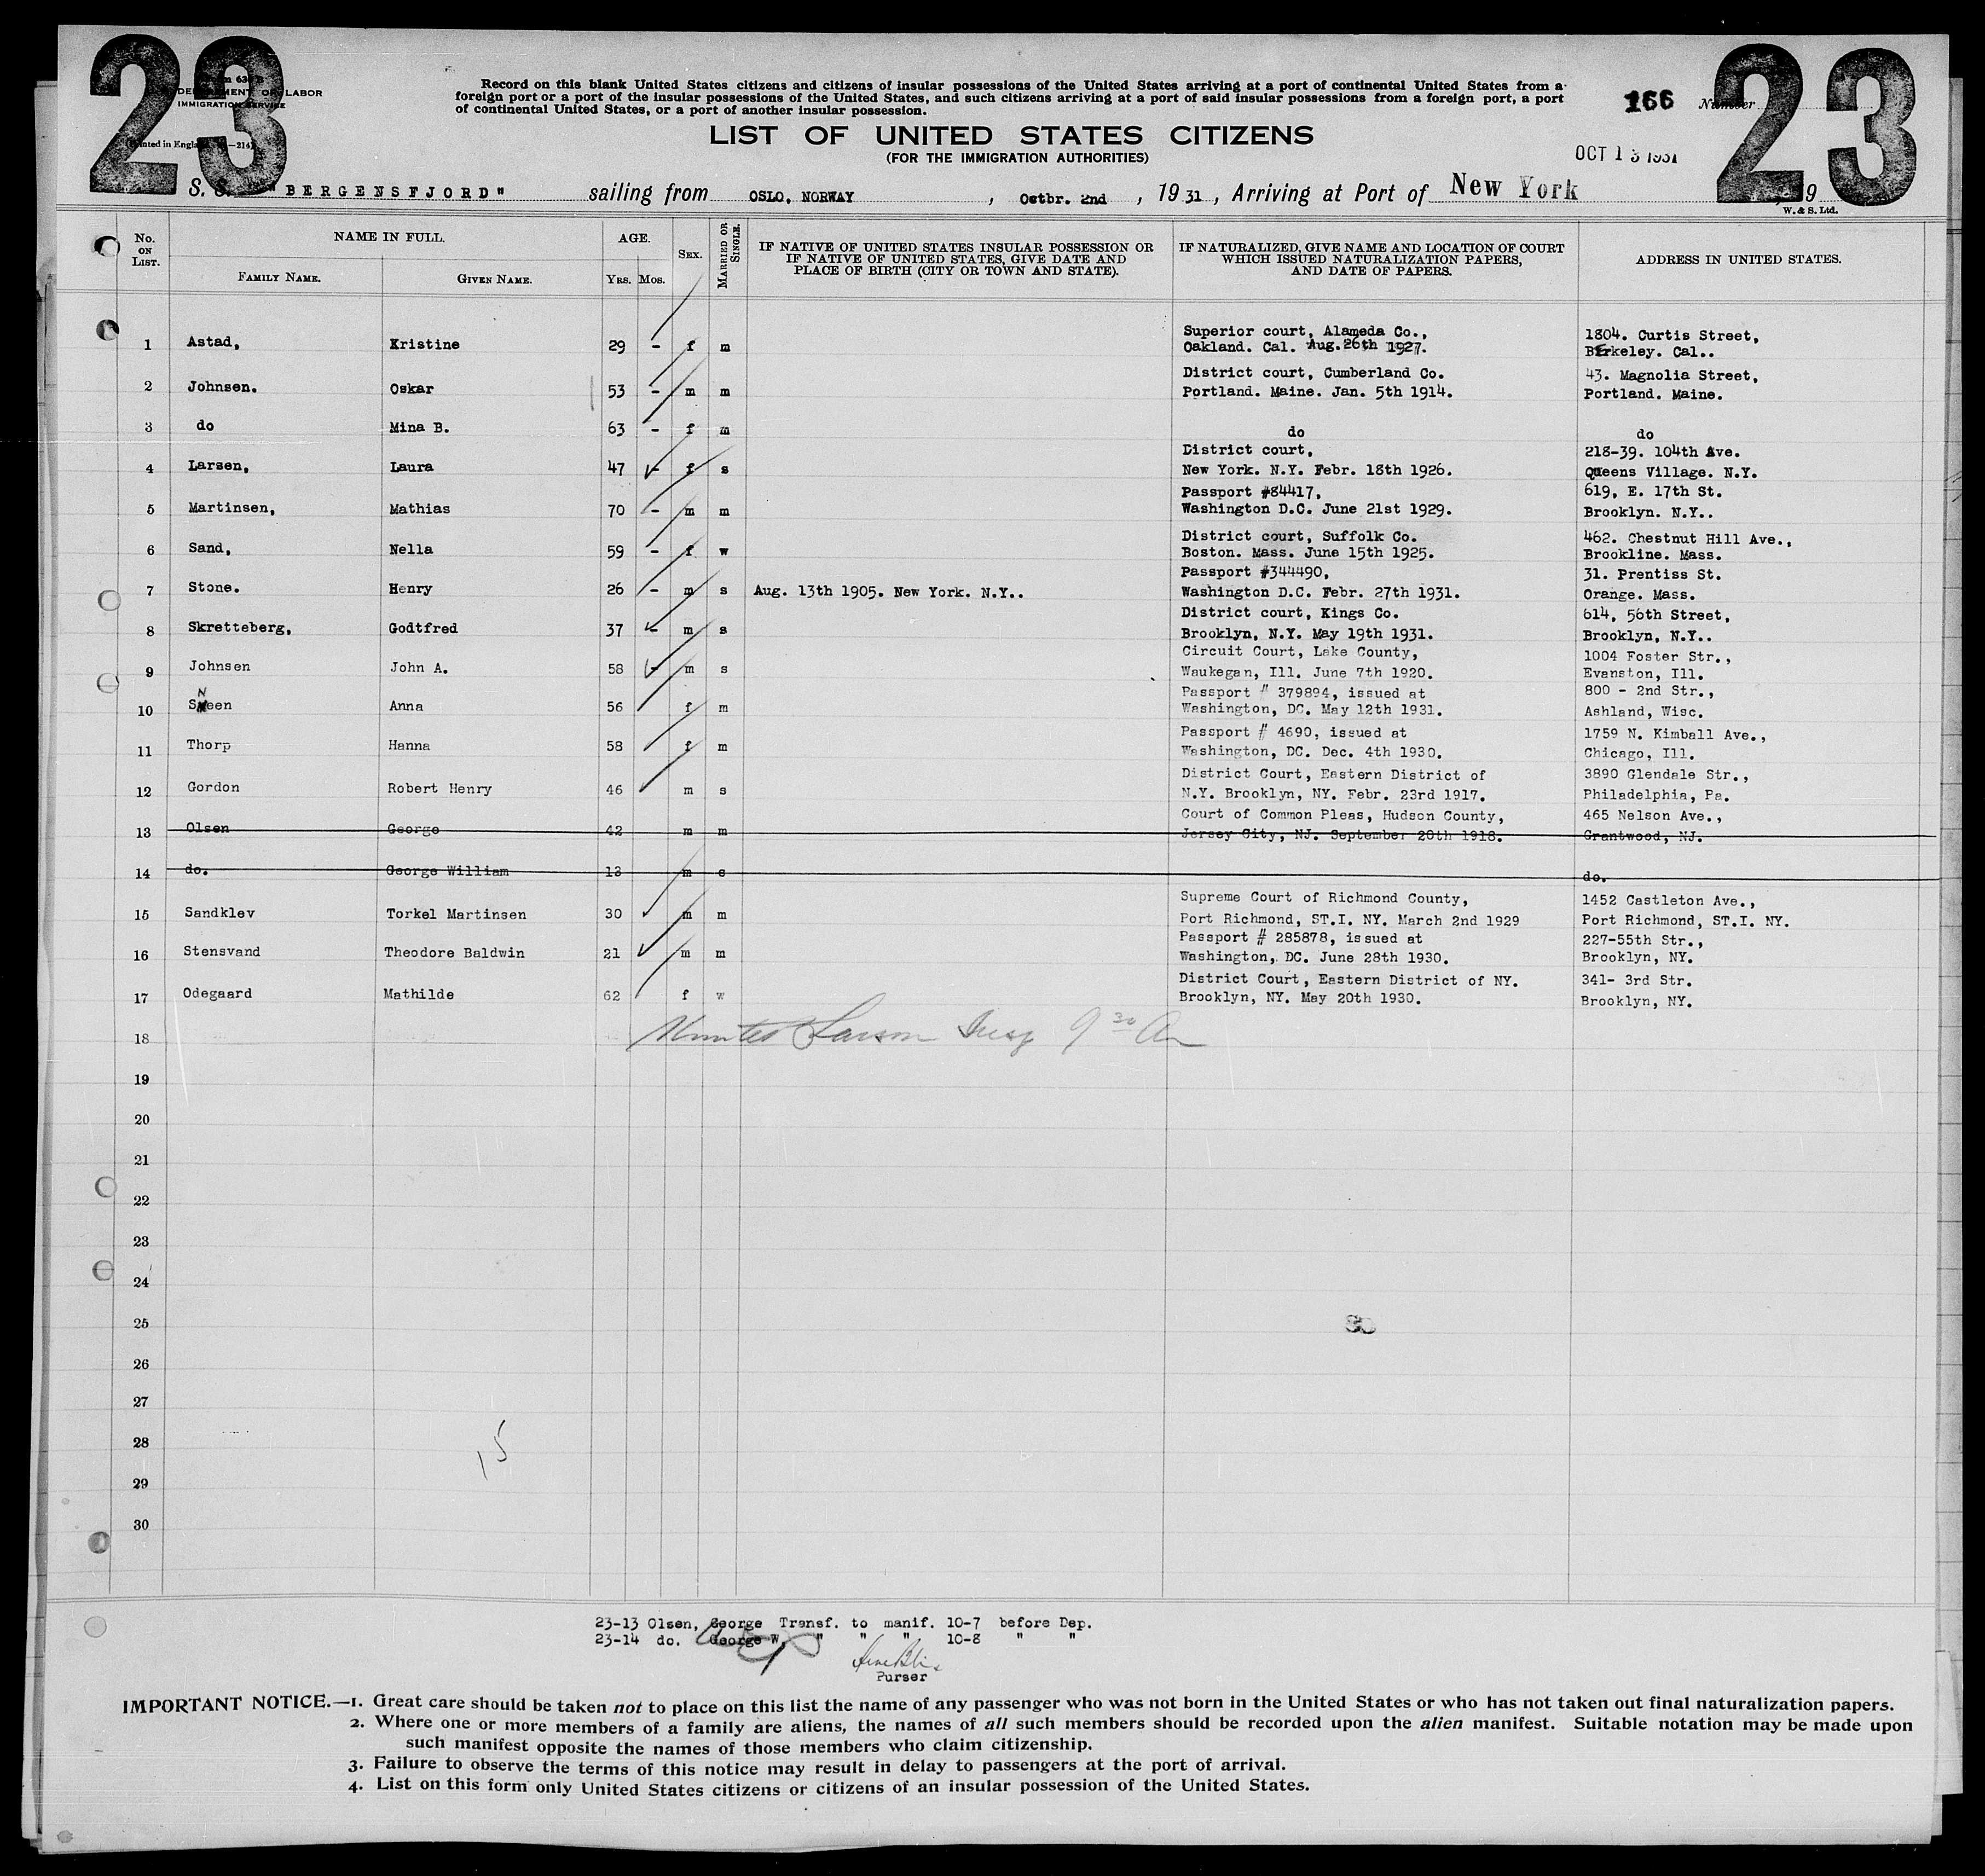 23
23
Form 630 B
DEPARTMENT OF LABOR
IMMIGRATION SERVICE
Record on this blank United States citizens and citizens of insular possessions of the United States arriving at a port of continental United States from a
foreign port or a port of the insular possessions of the United States, and such citizens arriving at a port of said insular possessions from a foreign port, a port
of continental United States, or a port of another insular possession.
166 Number
LIST OF UNITED STATES CITIZENS
(FOR THE IMMIGRATION AUTHORITIES)
OCT 13 1931
S. S. "BERGENSFJORD" sailing from OSLO, NORWAY, Ostbr. 2nd, 1931, Arriving at Port of New York, 9
W. & S. Ltd.
No. ON LIST. NAME IN FULL. AGE. SEX. MARRIED OR SINGLE. IF NATIVE OF UNITED STATES INSULAR POSSESSION OR IF NATIVE OF UNITED STATES, GIVE DATE AND PLACE OF BIRTH (CITY OR TOWN AND STATE). IF NATURALIZED, GIVE NAME AND LOCATION OF COURT WHICH ISSUED NATURALIZATION PAPERS, AND DATE OF PAPERS. ADDRESS IN UNITED STATES.
FAMILY NAME. GIVEN NAME. YRS. MOS.
Superior court, Alameda Co., 1804. Curtis Street,
1 Astad, Kristine 29 - f m Oakland. Cal. Aug.26th 1927. Berkeley. Cal..
District court, Cumberland Co. 43. Magnolia Street,
2 Johnsen. Oskar 53 - m m Portland. Maine. Jan. 5th 1914. Portland. Maine.
3 do Mina B. 63 - f m do do
District court, 218-39. 104th Ave.
4 Larsen, Laura 47 - f s New York. N.Y. Febr. 18th 1926. Queens Village. N.Y.
Passport #84417, 619, E. 17th St.
5 Martinsen, Mathias 70 - m m Washington D.C. June 21st 1929. Brooklyn. N.Y..
District court, Suffolk Co. 462. Chestnut Hill Ave.,
6 Sand, Nella 59 - f w Boston. Mass. June 15th 1925. Brookline. Mass.
Passport #344490, 31. Prentiss St.
7 Stone. Henry 26 - m s Aug. 13th 1905. New York. N.Y.. Washington D.C. Febr. 27th 1931. Orange. Mass.
District court, Kings Co. 614, 56th Street,
8 Skretteberg, Godtfred 37 - m s Brooklyn, N.Y. May 19th 1931. Brooklyn, N.Y..
Circuit Court, Lake County, 1004 Foster Str.,
9 Johnsen John A. 58 - m s Waukegan, Ill. June 7th 1920. Evanston, Ill.
Passport # 379894, issued at 800 - 2nd Str.,
10 SNeen Anna 56 f m Washington, DC. May 12th 1931. Ashland, Wisc.
Passport # 4690, issued at 1759 N. Kimball Ave.,
11 Thorp Hanna 58 f m Washington, DC. Dec. 4th 1930. Chicago, Ill.
District Court, Eastern District of 3890 Glendale Str.,
12 Gordon Robert Henry 46 m s N.Y. Brooklyn, NY. Febr. 23rd 1917. Philadelphia, Pa.
Court of Common Pleas, Hudson County, 465 Nelson Ave.,
13 Olsen George 42 m m Jersey City, NJ. September 20th 1918. Grantwood, NJ.
14 do. George William 13 m s do.
Supreme Court of Richmond County, 1452 Castleton Ave.,
15 Sandklev Torkel Martinsen 30 m m Port Richmond, ST.I. NY. March 2nd 1929 Port Richmond, ST.I. NY.
Passport # 285878, issued at 227-55th Str.,
16 Stensvand Theodore Baldwin 21 m m Washington, DC. June 28th 1930. Brooklyn, NY.
District Court, Eastern District of NY. 341- 3rd Str.
17 Odegaard Mathilde 62 f w Brooklyn, NY. May 20th 1930. Brooklyn, NY.
18 Larson Insp 9 30 Am
19
20
21
22
23
24
25
26
27
28
29
30
15
23-13 Olsen, George Transf. to manif. 10-7 before Dep.
23-14 do. George W. " " " 10-8 " "
Purser
IMPORTANT NOTICE.—1. Great care should be taken not to place on this list the name of any passenger who was not born in the United States or who has not taken out final naturalization papers.
2. Where one or more members of a family are aliens, the names of all such members should be recorded upon the alien manifest. Suitable notation may be made upon
such manifest opposite the names of those members who claim citizenship.
3. Failure to observe the terms of this notice may result in delay to passengers at the port of arrival.
4. List on this form only United States citizens or citizens of an insular possession of the United States.